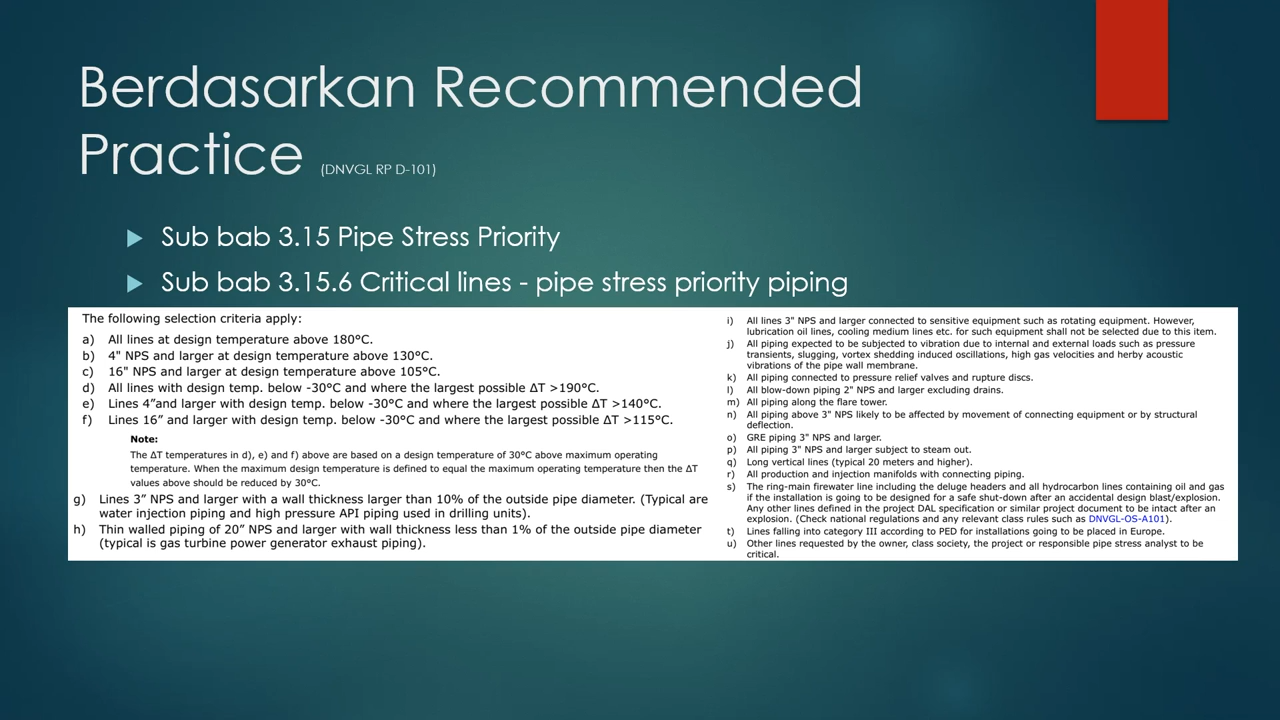 Berdasarkan Recommended
Practice (DNVGL RP D-101)
Sub bab 3.15 Pipe Stress Priority
Sub bab 3.15.6 Critical lines - pipe stress priority piping
The following selection criteria apply:
a) All lines at design temperature above 180°C.
b) 4" NPS and larger at design temperature above 130°C.
c) 16" NPS and larger at design temperature above 105°C.
d) All lines with design temp. below -30°C and where the largest possible ΔT >190°C.
e) Lines 4”and larger with design temp. below -30°C and where the largest possible ΔT >140°C.
f) Lines 16” and larger with design temp. below -30°C and where the largest possible ΔT >115°C.
Note:
The ΔT temperatures in d), e) and f) above are based on a design temperature of 30°C above maximum operating
temperature. When the maximum design temperature is defined to equal the maximum operating temperature then the ΔT
values above should be reduced by 30°C.
g) Lines 3” NPS and larger with a wall thickness larger than 10% of the outside pipe diameter. (Typical are
water injection piping and high pressure API piping used in drilling units).
h) Thin walled piping of 20” NPS and larger with wall thickness less than 1% of the outside pipe diameter
(typical is gas turbine power generator exhaust piping).
i) All lines 3" NPS and larger connected to sensitive equipment such as rotating equipment. However,
lubrication oil lines, cooling medium lines etc. for such equipment shall not be selected due to this item.
j) All piping expected to be subjected to vibration due to internal and external loads such as pressure
transients, slugging, vortex shedding induced oscillations, high gas velocities and herby acoustic
vibrations of the pipe wall membrane.
k) All piping connected to pressure relief valves and rupture discs.
l) All blow-down piping 2" NPS and larger excluding drains.
m) All piping along the flare tower.
n) All piping above 3" NPS likely to be affected by movement of connecting equipment or by structural
deflection.
o) GRE piping 3" NPS and larger.
p) All piping 3" NPS and larger subject to steam out.
q) Long vertical lines (typical 20 meters and higher).
r) All production and injection manifolds with connecting piping.
s) The ring-main firewater line including the deluge headers and all hydrocarbon lines containing oil and gas
if the installation is going to be designed for a safe shut-down after an accidental design blast/explosion.
Any other lines defined in the project DAL specification or similar project document to be intact after an
explosion. (Check national regulations and any relevant class rules such as DNVGL-OS-A101).
t) Lines falling into category III according to PED for installations going to be placed in Europe.
u) Other lines requested by the owner, class society, the project or responsible pipe stress analyst to be
critical.